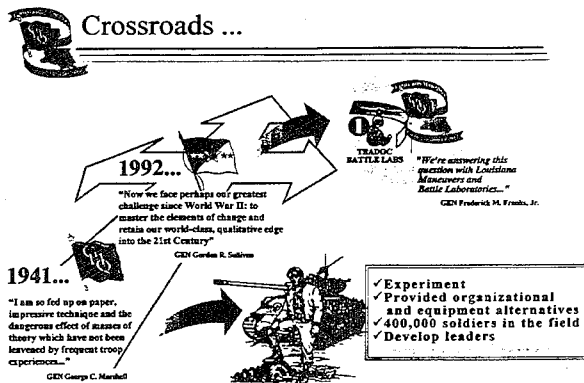 Crossroads ...
1992...
"Now we face perhaps our greatest
challenge since World War II: to
master the elements of change and
retain our world-class, qualitative edge
into the 21st Century"
GEN Gordon R. Sullivan
TRADOC
BATTLE LABS
"We're answering this
question with Louisiana
Maneuvers and
Battle Laboratories..."
GEN Frederick M. Franks, Jr.
1941...
"I am so fed up on paper,
impressive technique and the
dangerous effect of masses of
theory which have not been
leavened by frequent troop
experiences..."
GEN George C. Marshall
✓Experiment
✓Provided organizational
and equipment alternatives
✓400,000 soldiers in the field
✓Develop leaders